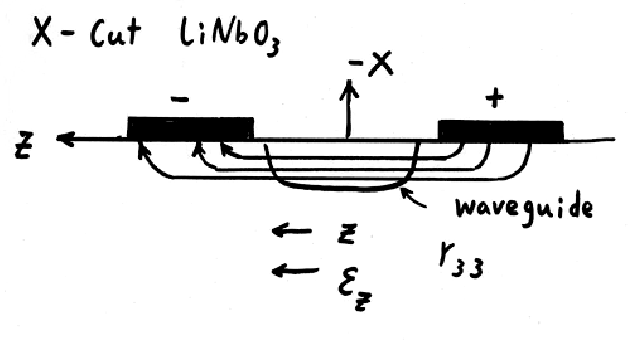 X-Cut LiNbO3
-X
- +
Z
waveguide
Z r33
εz